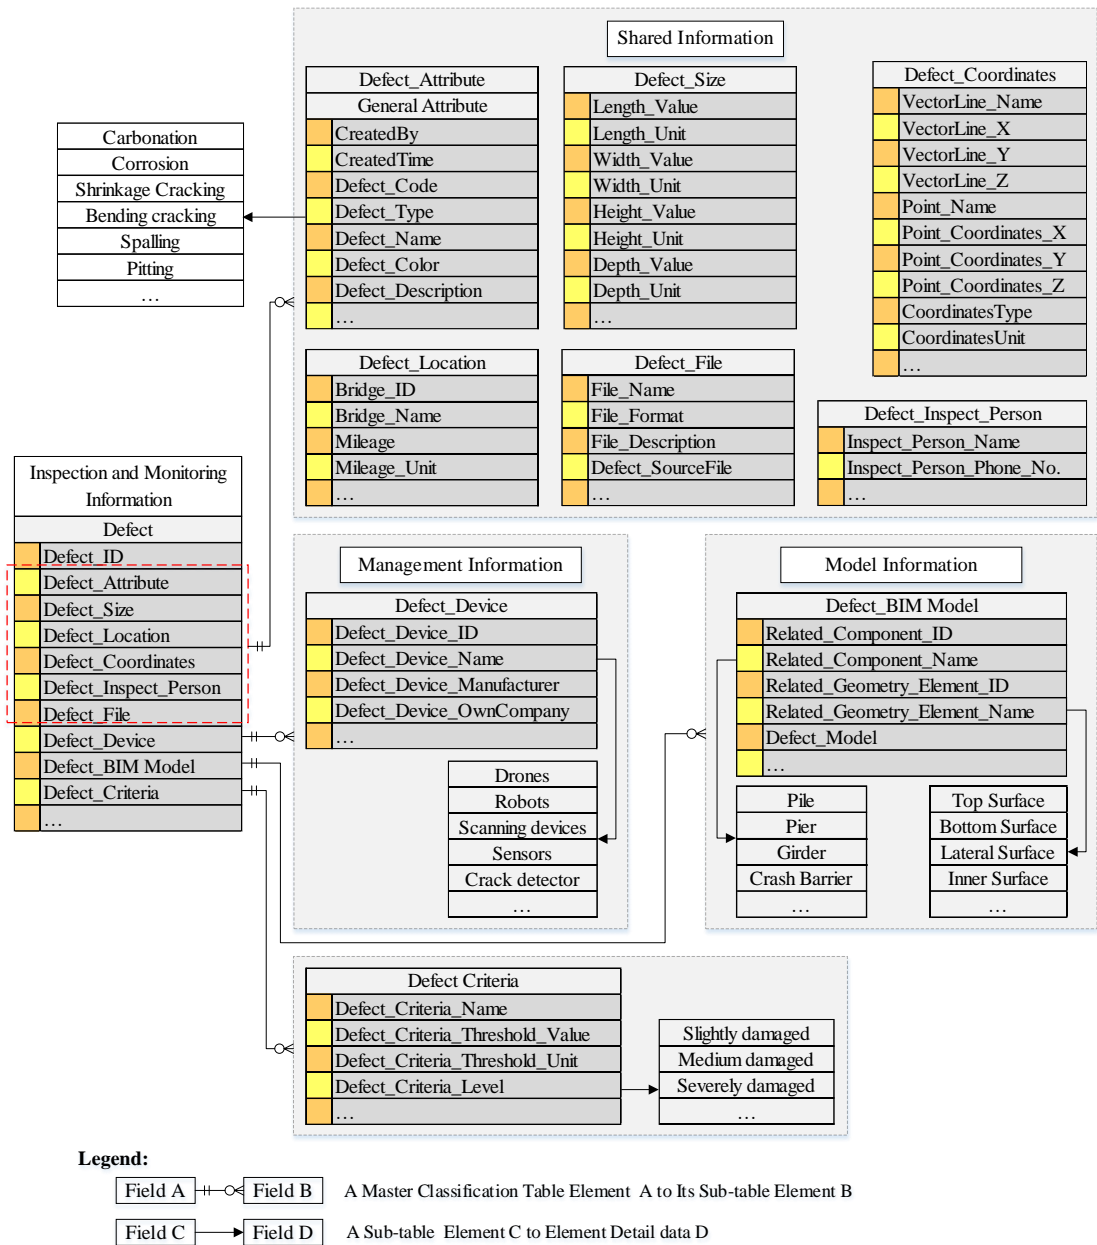 Shared Information
Defect_Attribute
General Attribute
CreatedBy
CreatedTime
Defect_Code
Defect_Type
Defect_Name
Defect_Color
Defect_Description
…
Defect_Size
Length_Value
Length_Unit
Width_Value
Width_Unit
Height_Value
Height_Unit
Depth_Value
Depth_Unit
…
Defect_Coordinates
VectorLine_Name
VectorLine_X
VectorLine_Y
VectorLine_Z
Point_Name
Point_Coordinates_X
Point_Coordinates_Y
Point_Coordinates_Z
CoordinatesType
CoordinatesUnit
…
Carbonation
Corrosion
Shrinkage Cracking
Bending cracking
Spalling
Pitting
…
Defect_Location
Bridge_ID
Bridge_Name
Mileage
Mileage_Unit
…
Defect_File
File_Name
File_Format
File_Description
Defect_SourceFile
…
Defect_Inspect_Person
Inspect_Person_Name
Inspect_Person_Phone_No.
…
Inspection and Monitoring
Information
Defect
Defect_ID
Defect_Attribute
Defect_Size
Defect_Location
Defect_Coordinates
Defect_Inspect_Person
Defect_File
Defect_Device
Defect_BIM Model
Defect_Criteria
…
Management Information
Defect_Device
Defect_Device_ID
Defect_Device_Name
Defect_Device_Manufacturer
Defect_Device_OwnCompany
…
Drones
Robots
Scanning devices
Sensors
Crack detector
…
Model Information
Defect_BIM Model
Related_Component_ID
Related_Component_Name
Related_Geometry_Element_ID
Related_Geometry_Element_Name
Defect_Model
…
Pile
Pier
Girder
Crash Barrier
…
Top Surface
Bottom Surface
Lateral Surface
Inner Surface
…
Defect Criteria
Defect_Criteria_Name
Defect_Criteria_Threshold_Value
Defect_Criteria_Threshold_Unit
Defect_Criteria_Level
…
Slightly damaged
Medium damaged
Severely damaged
…
Legend:
Field A Field B A Master Classification Table Element A to Its Sub-table Element B
Field C Field D A Sub-table Element C to Element Detail data D